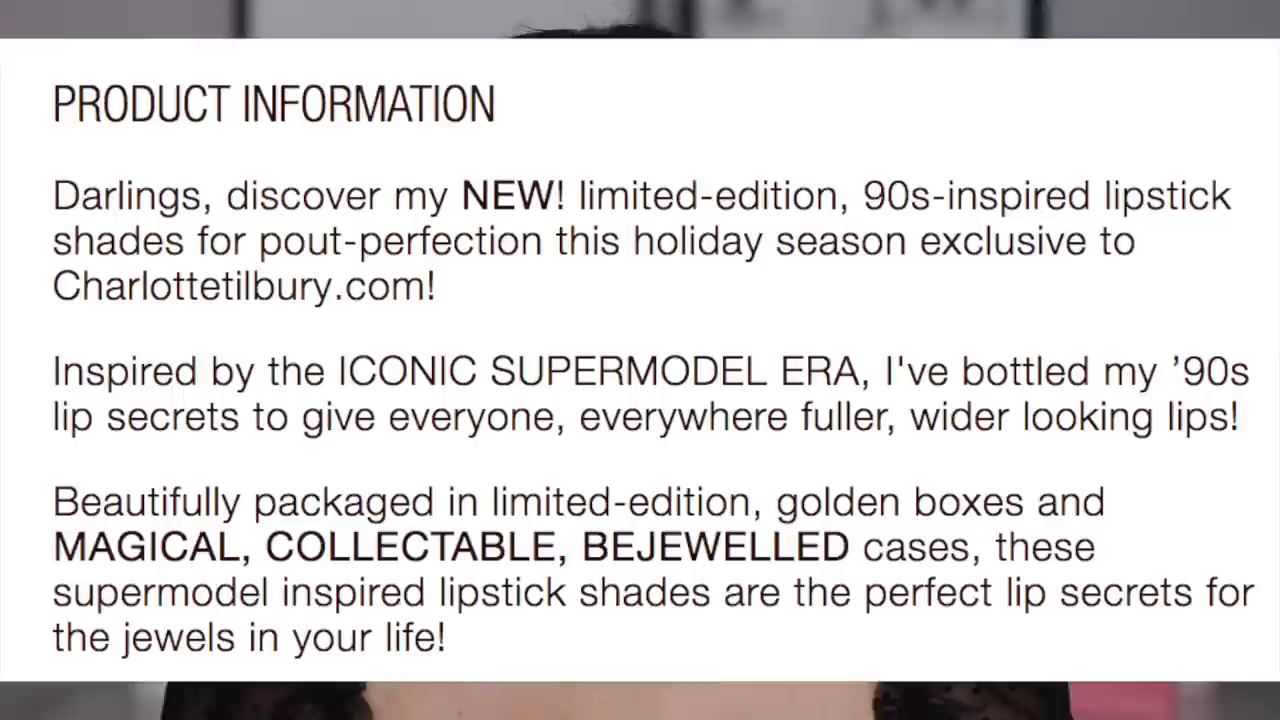 PRODUCT INFORMATION
Darlings, discover my NEW! limited-edition, 90s-inspired lipstick
shades for pout-perfection this holiday season exclusive to
Charlottetilbury.com!
Inspired by the ICONIC SUPERMODEL ERA, I've bottled my ’90s
lip secrets to give everyone, everywhere fuller, wider looking lips!
Beautifully packaged in limited-edition, golden boxes and
MAGICAL, COLLECTABLE, BEJEWELLED cases, these
supermodel inspired lipstick shades are the perfect lip secrets for
the jewels in your life!